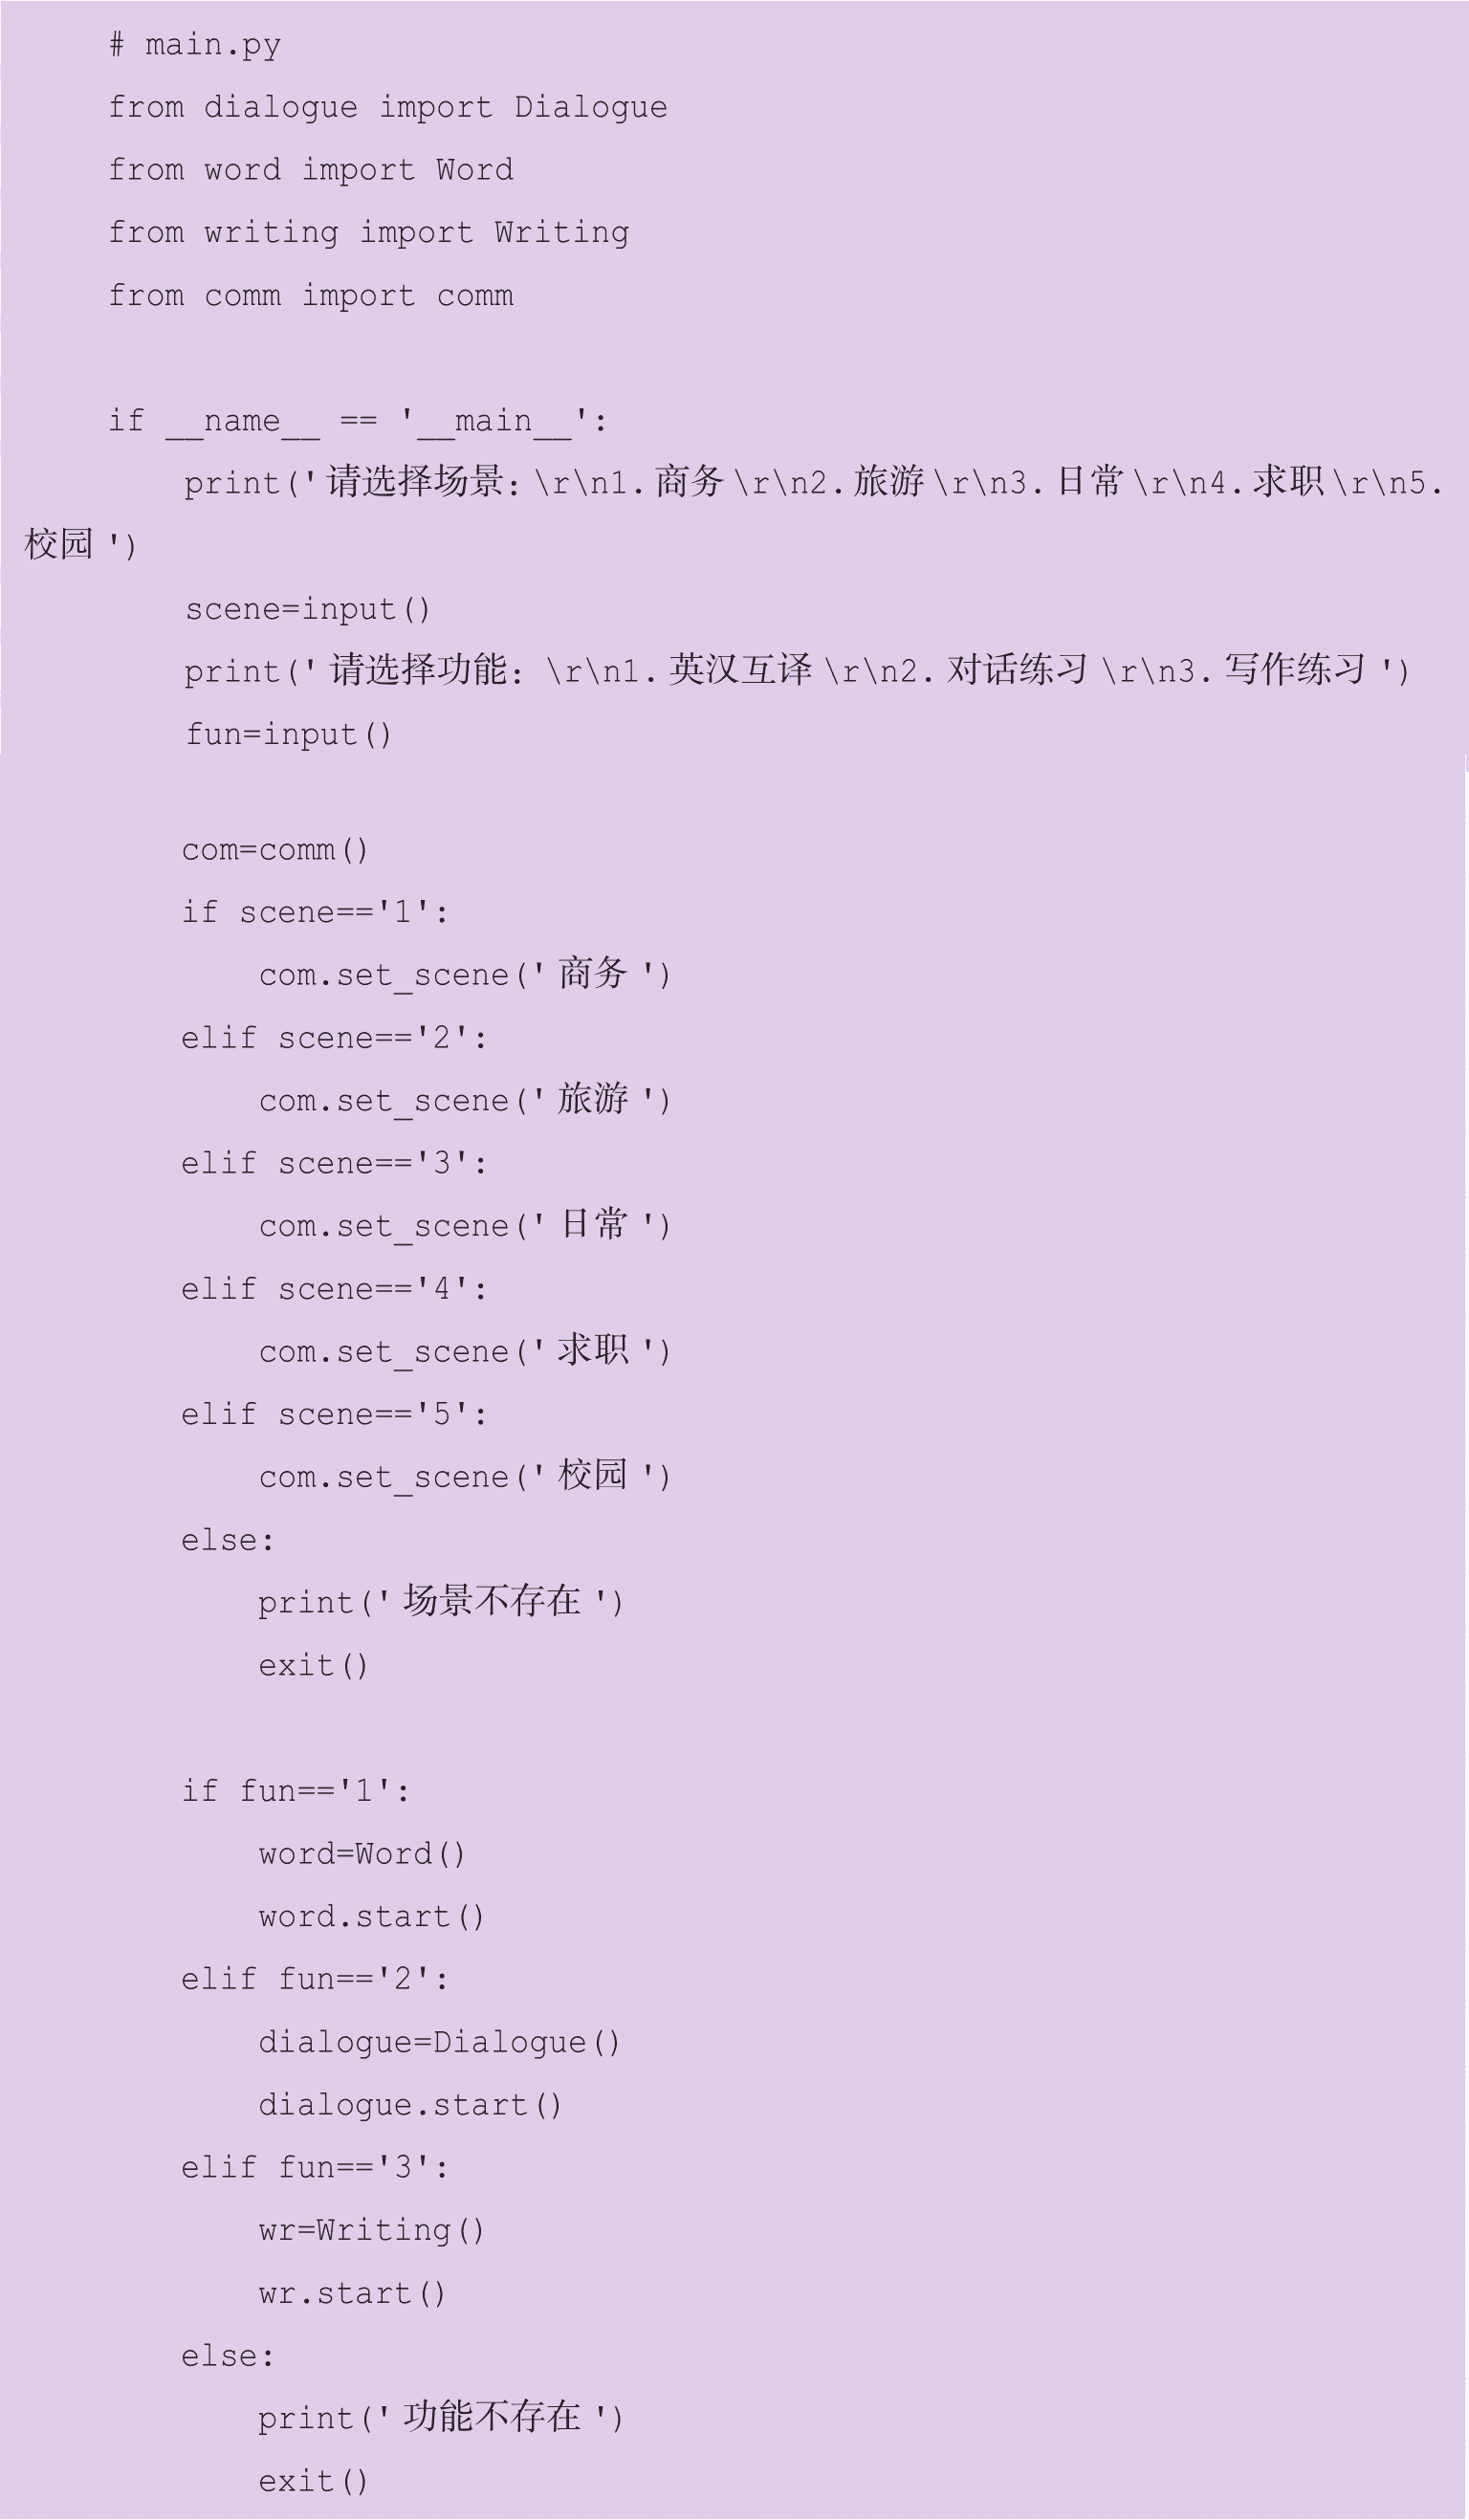 # main.py
from dialogue import Dialogue
from word import Word
from writing import Writing
from comm import comm
if __name__ == '__main__':
    print('请选择场景：\r\n1.商务\r\n2.旅游\r\n3.日常\r\n4.求职\r\n5.
校园')
    scene=input()
    print('请选择功能：\r\n1.英汉互译\r\n2.对话练习\r\n3.写作练习')
    fun=input()
    com=comm()
    if scene=='1':
        com.set_scene('商务')
    elif scene=='2':
        com.set_scene('旅游')
    elif scene=='3':
        com.set_scene('日常')
    elif scene=='4':
        com.set_scene('求职')
    elif scene=='5':
        com.set_scene('校园')
    else:
        print('场景不存在')
        exit()
    if fun=='1':
        word=Word()
        word.start()
    elif fun=='2':
        dialogue=Dialogue()
        dialogue.start()
    elif fun=='3':
        wr=Writing()
        wr.start()
    else:
        print('功能不存在')
        exit()